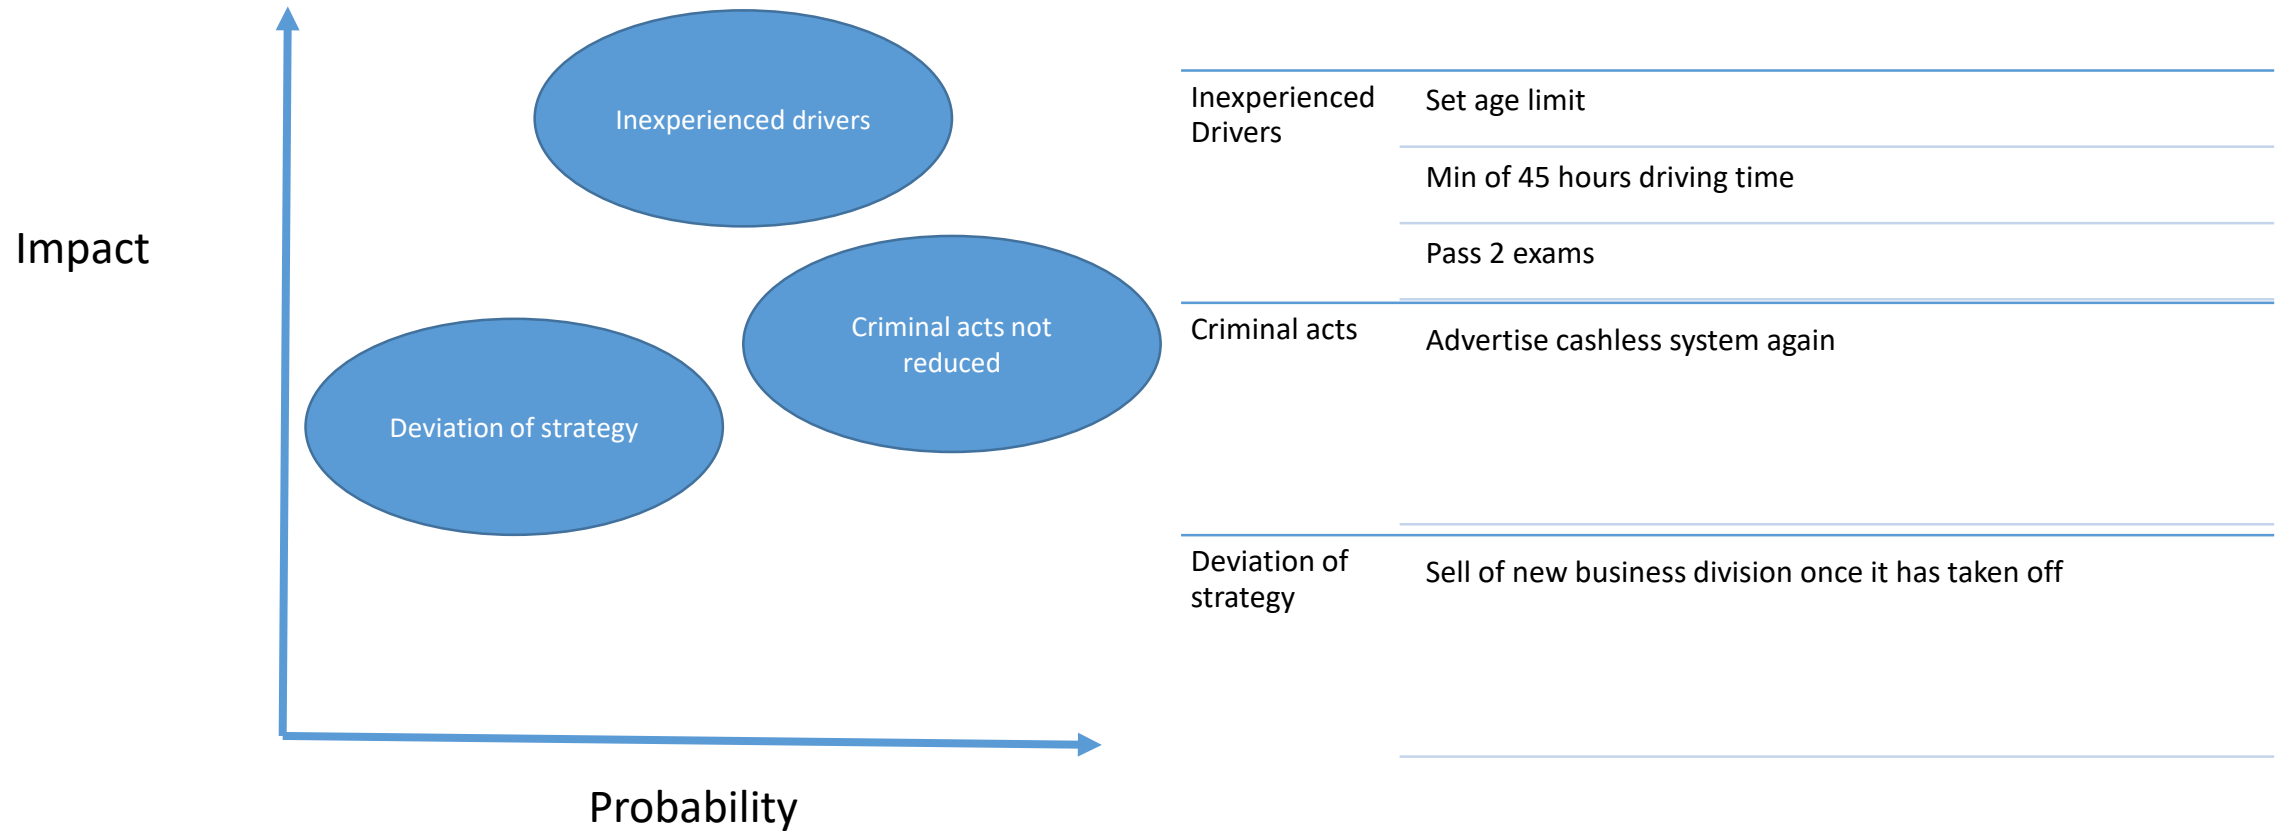 Impact
Inexperienced drivers
Criminal acts not
reduced
Deviation of strategy
Probability
Inexperienced
Drivers
Set age limit
Min of 45 hours driving time
Pass 2 exams
Criminal acts
Advertise cashless system again
Deviation of
strategy
Sell of new business division once it has taken off